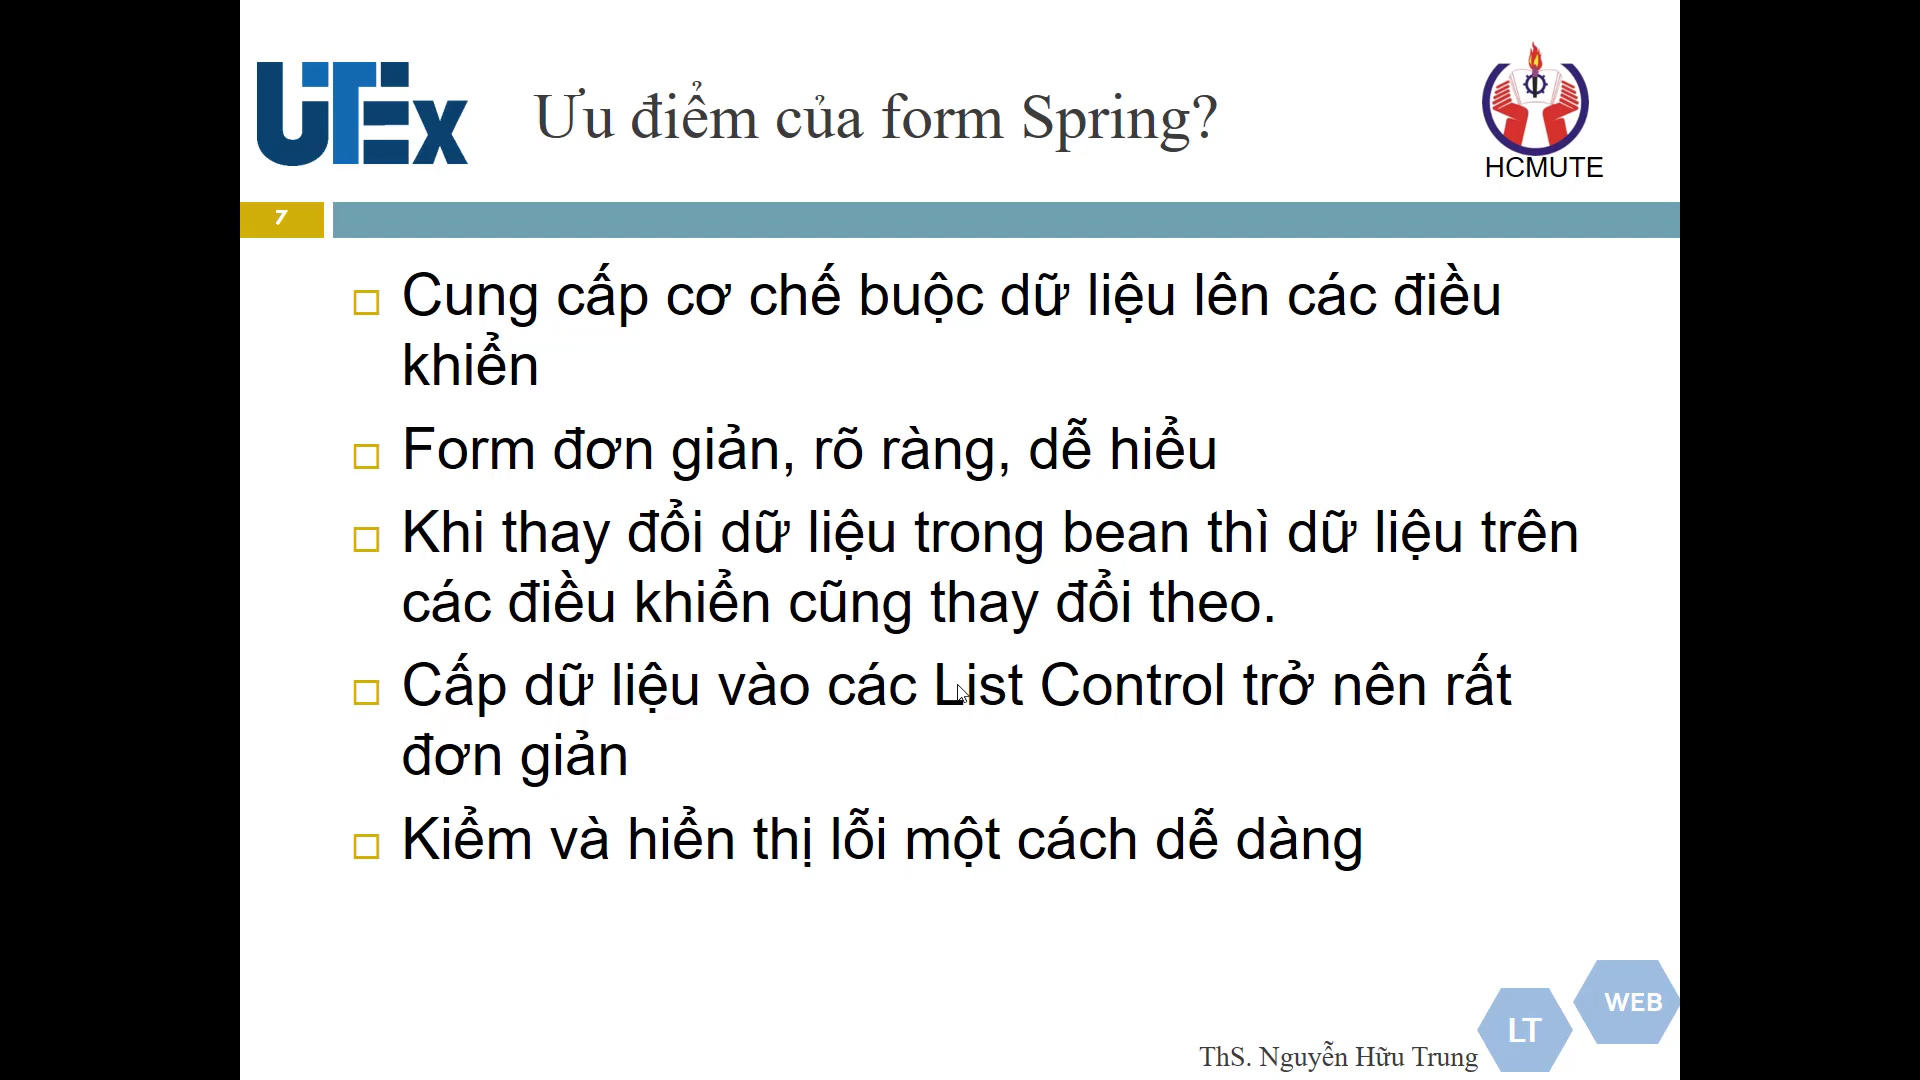 UTEx
Ưu điểm của form Spring?
HCMUTE
7
Cung cấp cơ chế buộc dữ liệu lên các điều
khiển
Form đơn giản, rõ ràng, dễ hiểu
Khi thay đổi dữ liệu trong bean thì dữ liệu trên
các điều khiển cũng thay đổi theo.
Cấp dữ liệu vào các List Control trở nên rất
đơn giản
Kiểm và hiển thị lỗi một cách dễ dàng
WEB
LT
ThS. Nguyễn Hữu Trung